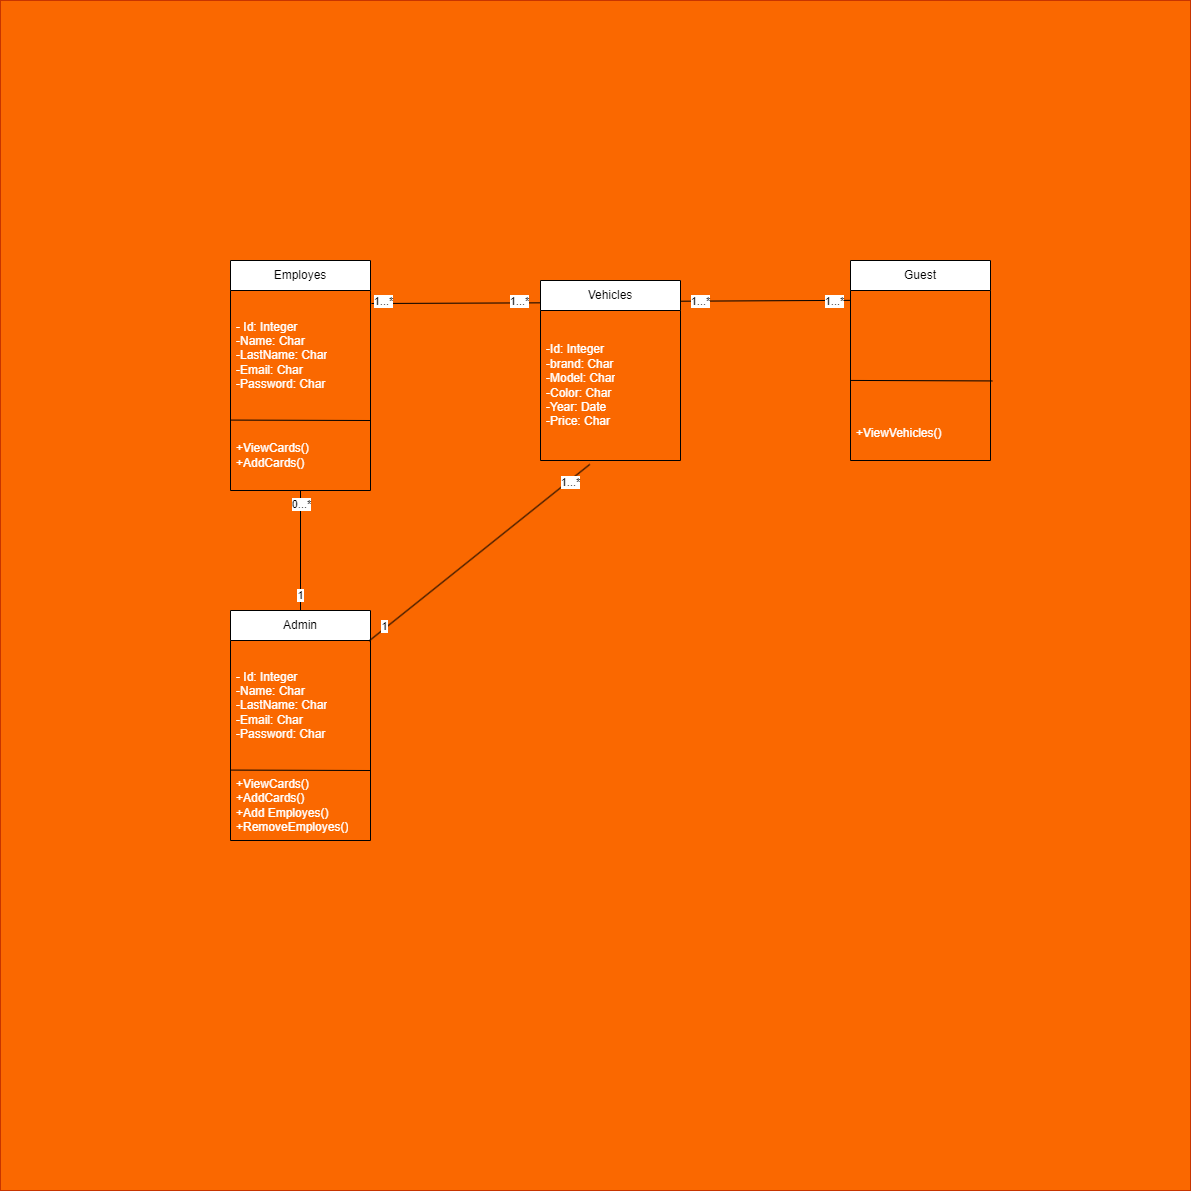 Employes
- Id: Integer
-Name: Char
-LastName: Char
-Email: Char
-Password: Char
+ViewCards()
+AddCards()
1...*
1...*
Vehicles
-Id: Integer
-brand: Char
-Model: Char
-Color: Char
-Year: Date
-Price: Char
1...*
1...*
Guest
+ViewVehicles()
0...*
1
1...*
1
Admin
- Id: Integer
-Name: Char
-LastName: Char
-Email: Char
-Password: Char
+ViewCards()
+AddCards()
+Add Employes()
+RemoveEmployes()